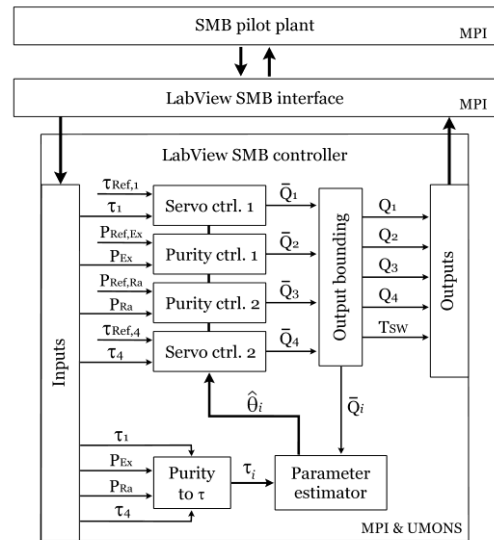 SMB pilot plant
MPI
LabView SMB interface
MPI
LabView SMB controller
Inputs
τRef,1
τ1
Servo ctrl. 1
Q̄1
PRef,Ex
PEx
Purity ctrl. 1
Q̄2
PRef,Ra
PRa
Purity ctrl. 2
Q̄3
τRef,4
τ4
Servo ctrl. 2
Q̄4
Output bounding
Q1
Q2
Q3
Q4
TSW
Outputs
θ̂i
Q̄i
τ1
PEx
PRa
τ4
Purity
to τ
τi
Parameter
estimator
MPI & UMONS